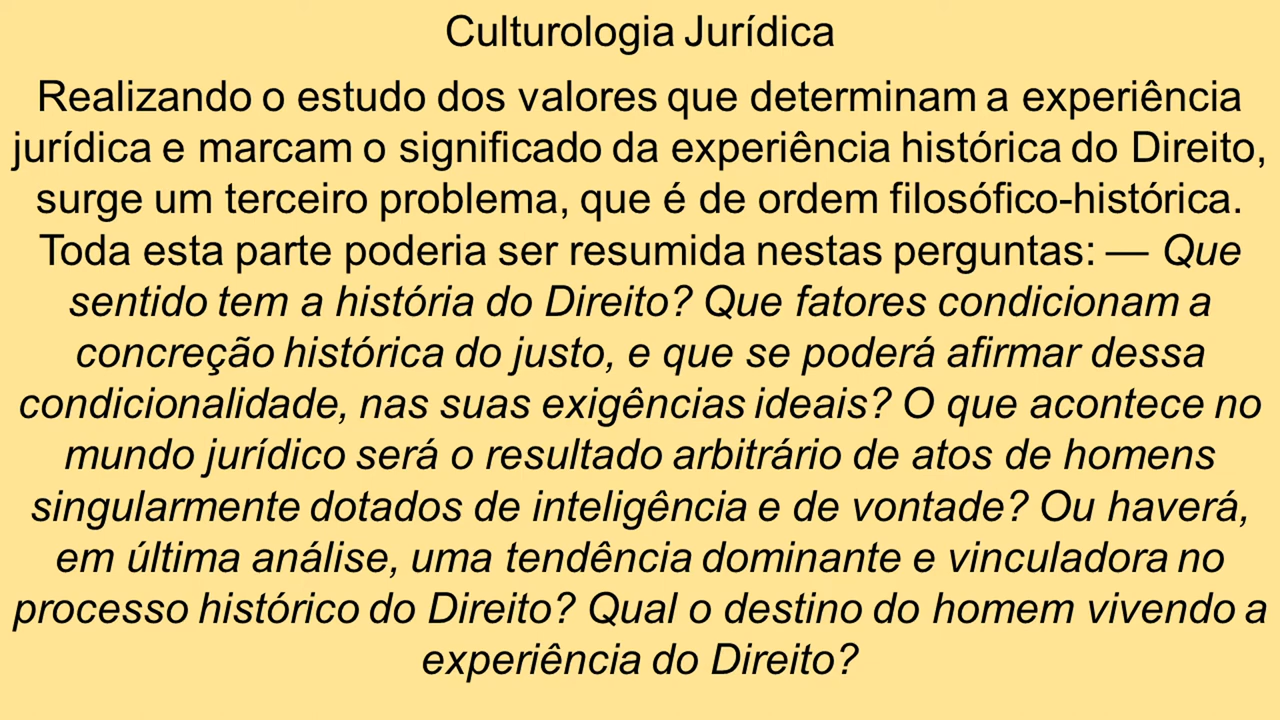 Culturologia Jurídica
Realizando o estudo dos valores que determinam a experiência
jurídica e marcam o significado da experiência histórica do Direito,
surge um terceiro problema, que é de ordem filosófico-histórica.
Toda esta parte poderia ser resumida nestas perguntas: — Que
sentido tem a história do Direito? Que fatores condicionam a
concreção histórica do justo, e que se poderá afirmar dessa
condicionalidade, nas suas exigências ideais? O que acontece no
mundo jurídico será o resultado arbitrário de atos de homens
singularmente dotados de inteligência e de vontade? Ou haverá,
em última análise, uma tendência dominante e vinculadora no
processo histórico do Direito? Qual o destino do homem vivendo a
experiência do Direito?